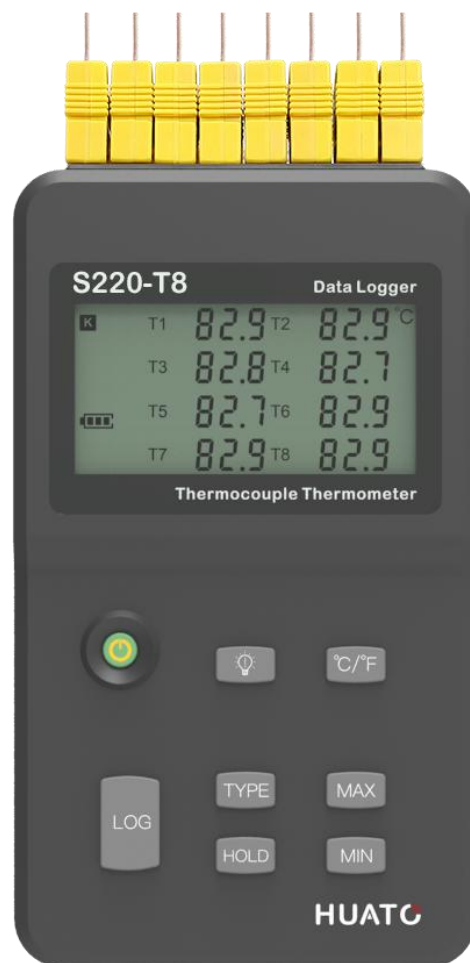 S220-T8
Data Logger
K T1 82.9 T2 82.9 °C
T3 82.8 T4 82.7
T5 82.7 T6 82.9
T7 82.9 T8 82.9
Thermocouple Thermometer
°C/°F
LOG
TYPE MAX
HOLD MIN
HUATO